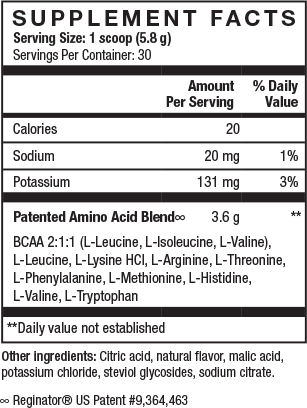 SUPPLEMENT FACTS
Serving Size: 1 scoop (5.8 g)
Servings Per Container: 30
Amount Per Serving % Daily Value
Calories 20
Sodium 20 mg 1%
Potassium 131 mg 3%
Patented Amino Acid Blend∞ 3.6 g **
BCAA 2:1:1 (L-Leucine, L-Isoleucine, L-Valine),
L-Leucine, L-Lysine HCl, L-Arginine, L-Threonine,
L-Phenylalanine, L-Methionine, L-Histidine,
L-Valine, L-Tryptophan
**Daily value not established
Other ingredients: Citric acid, natural flavor, malic acid,
potassium chloride, steviol glycosides, sodium citrate.
∞ Reginator® US Patent #9,364,463